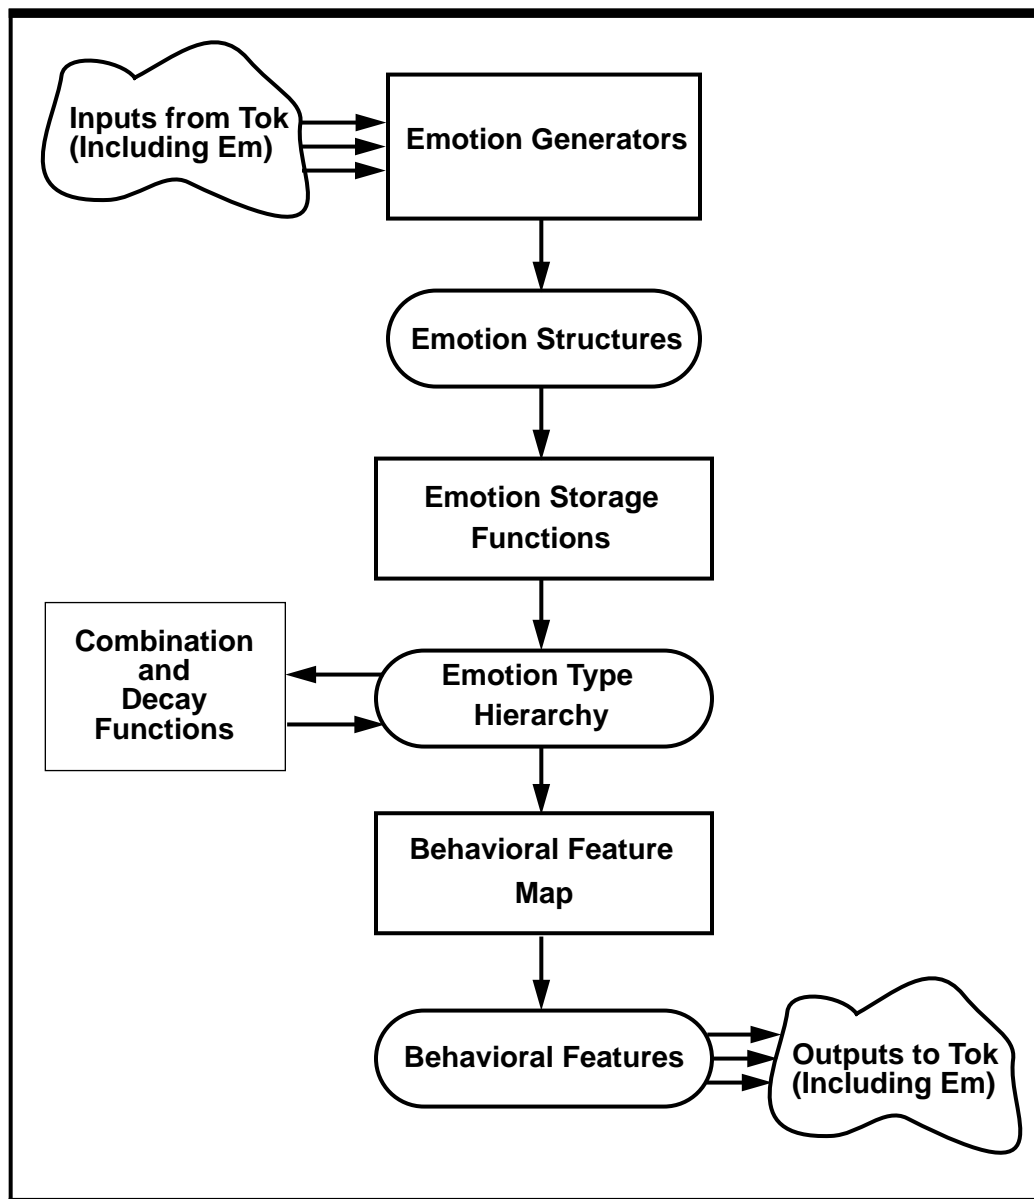 Inputs from Tok
(Including Em)
Emotion Generators
Emotion Structures
Emotion Storage
Functions
Combination
and
Decay
Functions
Emotion Type
Hierarchy
Behavioral Feature
Map
Behavioral Features
Outputs to Tok
(Including Em)